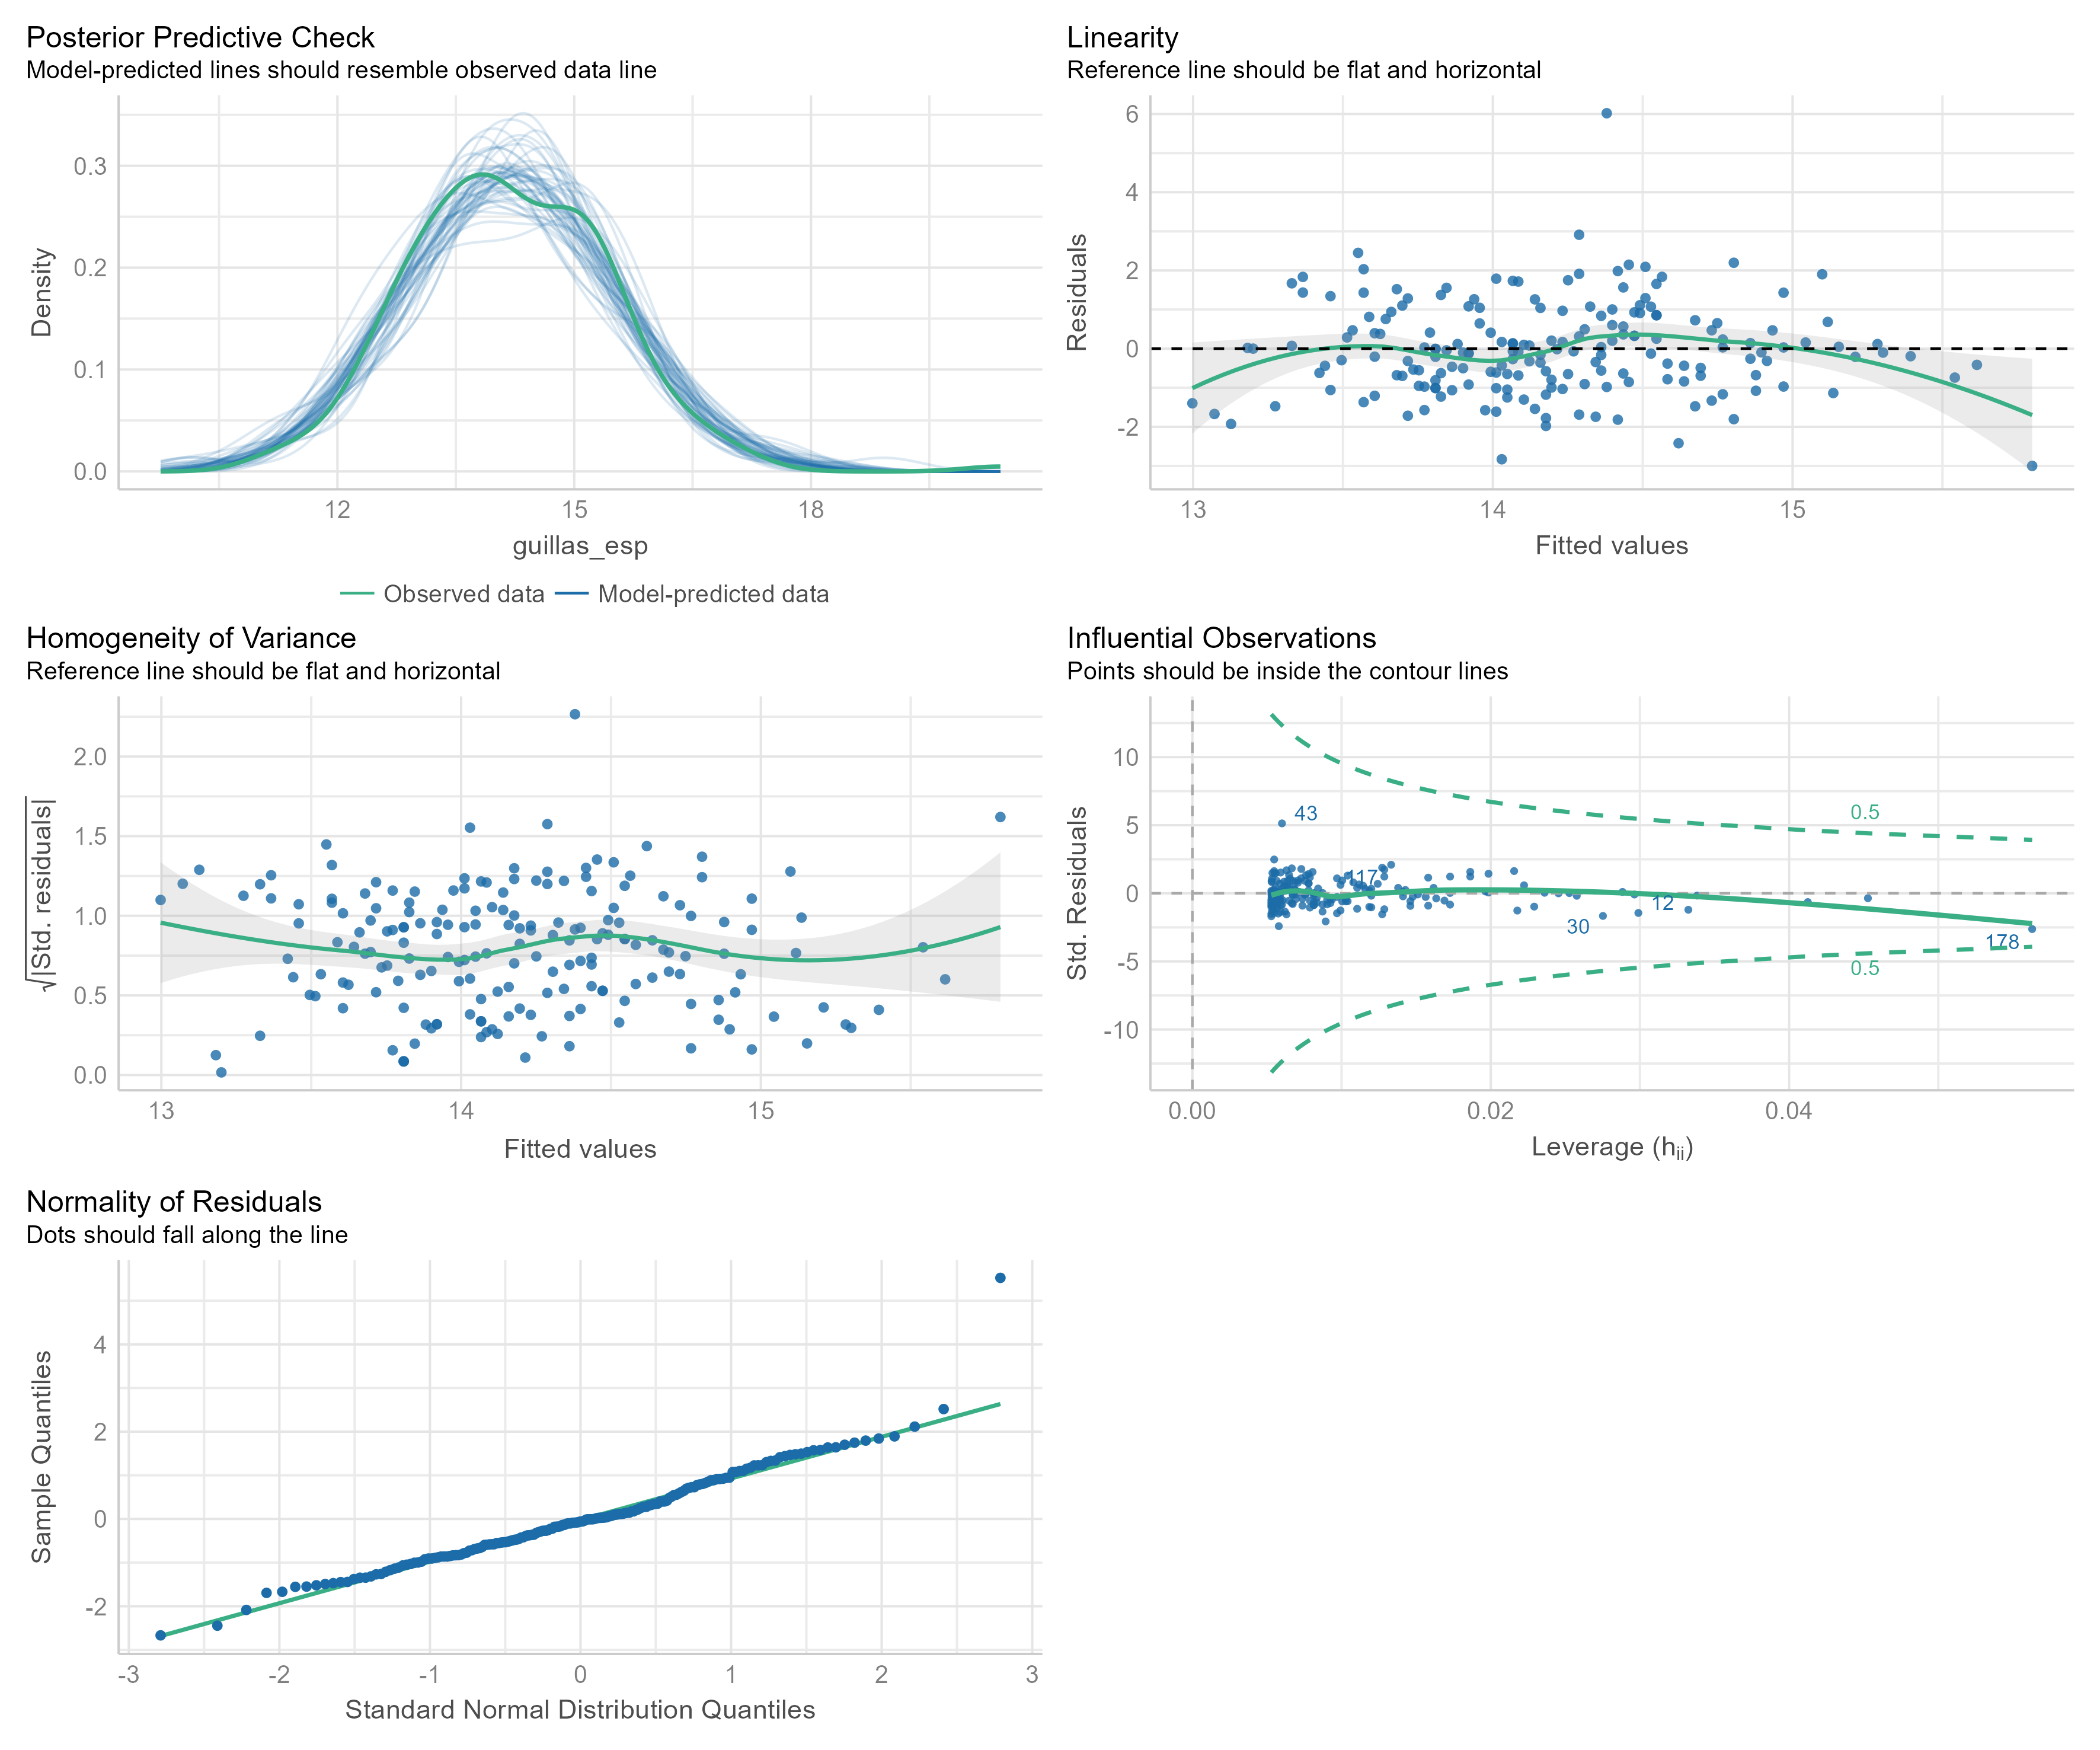 Posterior Predictive Check
Model-predicted lines should resemble observed data line
Density
0.3
0.2
0.1
0.0
12 15 18
guillas_esp
Observed data Model-predicted data
Linearity
Reference line should be flat and horizontal
Residuals
6
4
2
0
-2
13 14 15
Fitted values
Homogeneity of Variance
Reference line should be flat and horizontal
√|Std. residuals|
2.0
1.5
1.0
0.5
0.0
13 14 15
Fitted values
Influential Observations
Points should be inside the contour lines
Std. Residuals
10
5
0
-5
-10
43
0.5
117
12
30
178
0.5
0.00 0.02 0.04
Leverage (hii)
Normality of Residuals
Dots should fall along the line
Sample Quantiles
4
2
0
-2
-3 -2 -1 0 1 2 3
Standard Normal Distribution Quantiles